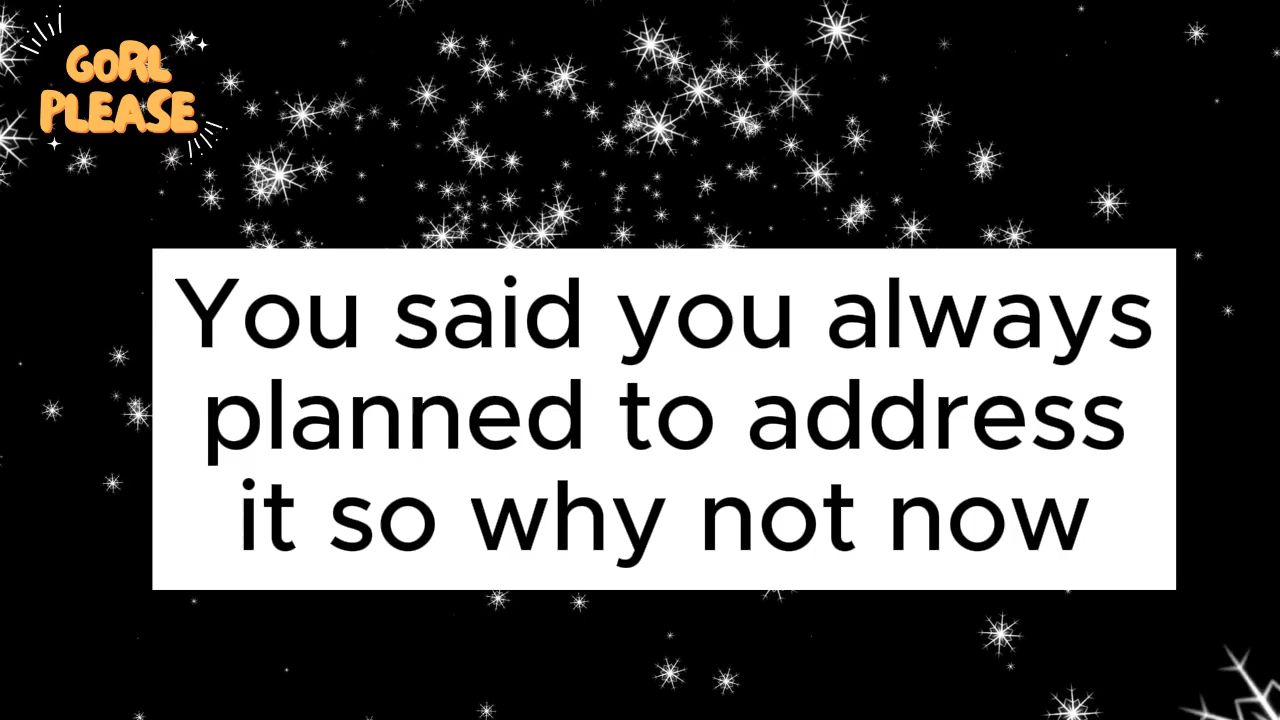 GORL
PLEASE
You said you always
planned to address
it so why not now